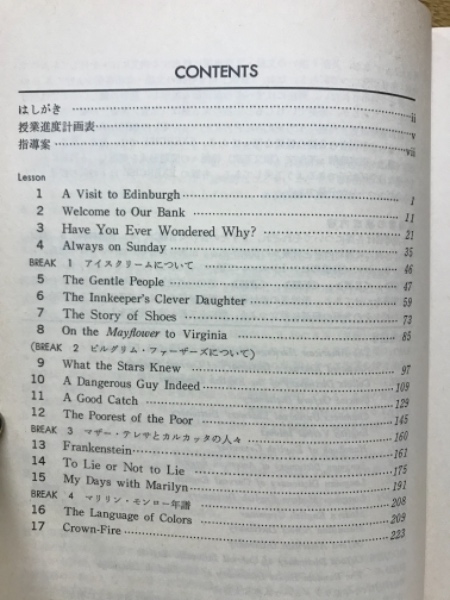 CONTENTS
はしがき ii
授業進度計画表 v
指導案 vii
Lesson
1 A Visit to Edinburgh 1
2 Welcome to Our Bank 11
3 Have You Ever Wondered Why? 21
4 Always on Sunday 35
BREAK 1 アイスクリームについて 46
5 The Gentle People 47
6 The Innkeeper's Clever Daughter 59
7 The Story of Shoes 73
8 On the Mayflower to Virginia 85
(BREAK 2 ピルグリム・ファーザーズについて)
9 What the Stars Knew 97
10 A Dangerous Guy Indeed 109
11 A Good Catch 129
12 The Poorest of the Poor 145
BREAK 3 マザー・テレサとカルカッタの人々 160
13 Frankenstein 161
14 To Lie or Not to Lie 175
15 My Days with Marilyn 191
BREAK 4 マリリン・モンロー年譜 208
16 The Language of Colors 209
17 Crown-Fire 223